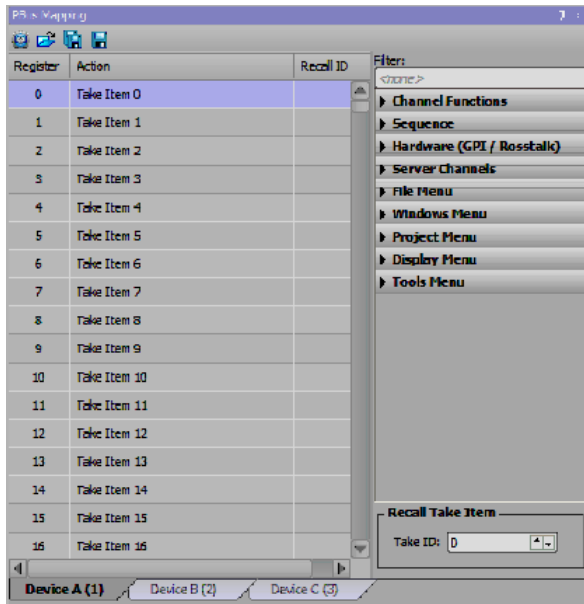 PBus Mapping
Register Action Recall ID
0 Take Item 0
1 Take Item 1
2 Take Item 2
3 Take Item 3
4 Take Item 4
5 Take Item 5
6 Take Item 6
7 Take Item 7
8 Take Item 8
9 Take Item 9
10 Take Item 10
11 Take Item 11
12 Take Item 12
13 Take Item 13
14 Take Item 14
15 Take Item 15
16 Take Item 16
Device A (1) Device B (2) Device C (3)
Filter:
<none>
Channel Functions
Sequence
Hardware (GPI / Rosstalk)
Server Channels
File Menu
Windows Menu
Project Menu
Display Menu
Tools Menu
Recall Take Item
Take ID: 0